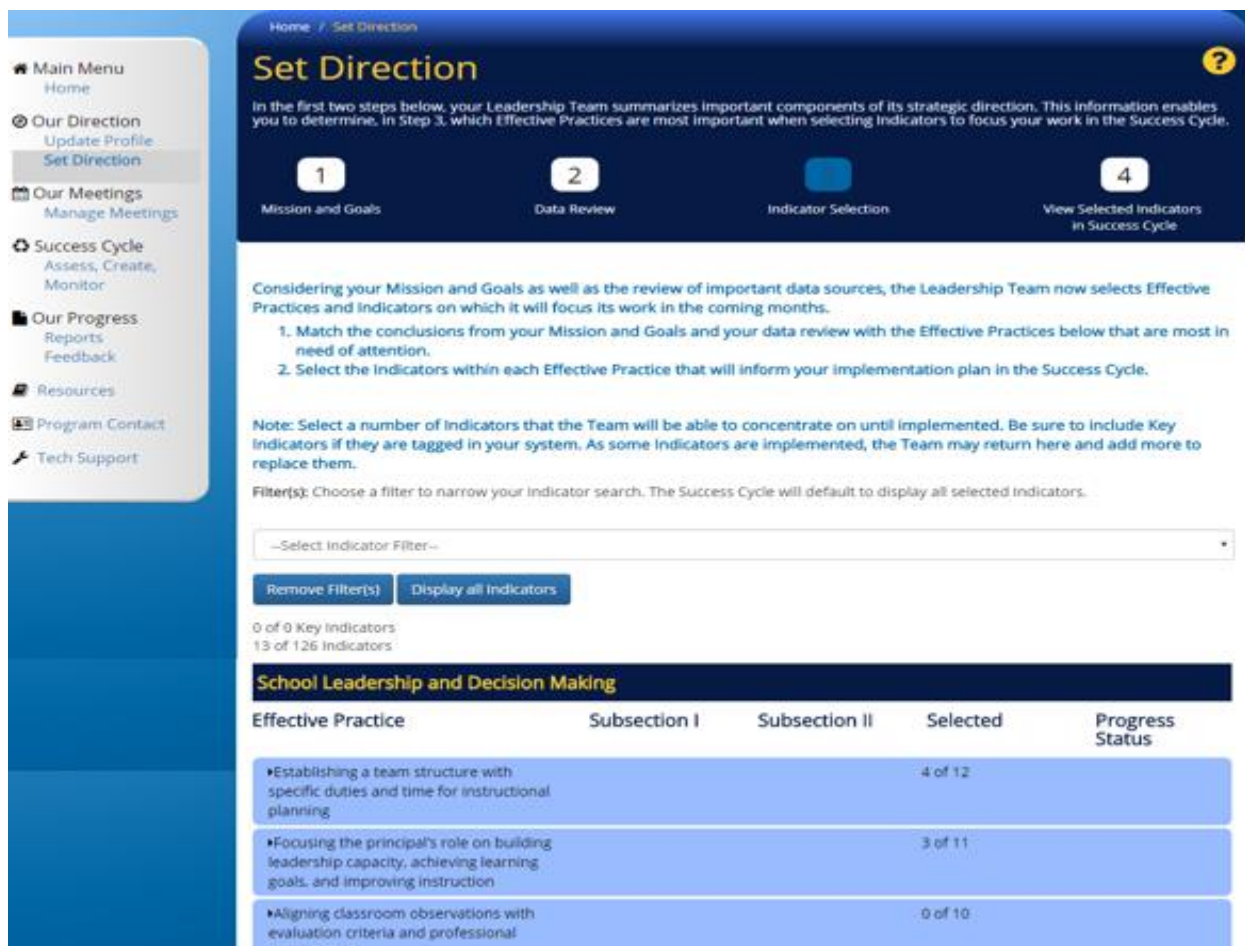 Home / Set Direction
Main Menu
Home
Our Direction
Update Profile
Set Direction
Our Meetings
Manage Meetings
Success Cycle
Assess, Create,
Monitor
Our Progress
Reports
Feedback
Resources
Program Contact
Tech Support
Set Direction
?
In the first two steps below, your Leadership Team summarizes important components of its strategic direction. This information enables
you to determine, in Step 3, which Effective Practices are most important when selecting Indicators to focus your work in the Success Cycle.
1
2
3
4
Mission and Goals
Data Review
Indicator Selection
View Selected Indicators
in Success Cycle
Considering your Mission and Goals as well as the review of important data sources, the Leadership Team now selects Effective
Practices and Indicators on which it will focus its work in the coming months.
1. Match the conclusions from your Mission and Goals and your data review with the Effective Practices below that are most in
need of attention.
2. Select the Indicators within each Effective Practice that will inform your implementation plan in the Success Cycle.
Note: Select a number of Indicators that the Team will be able to concentrate on until implemented. Be sure to include Key
Indicators if they are tagged in your system. As some Indicators are implemented, the Team may return here and add more to
replace them.
Filter(s): Choose a filter to narrow your Indicator search. The Success Cycle will default to display all selected Indicators.
--Select Indicator Filter--
Remove Filter(s) Display all Indicators
0 of 0 Key Indicators
13 of 126 Indicators
School Leadership and Decision Making
Effective Practice Subsection I Subsection II Selected Progress
Status
Establishing a team structure with 4 of 12
specific duties and time for instructional
planning
Focusing the principal's role on building 3 of 11
leadership capacity, achieving learning
goals, and improving instruction
Aligning classroom observations with 0 of 10
evaluation criteria and professional